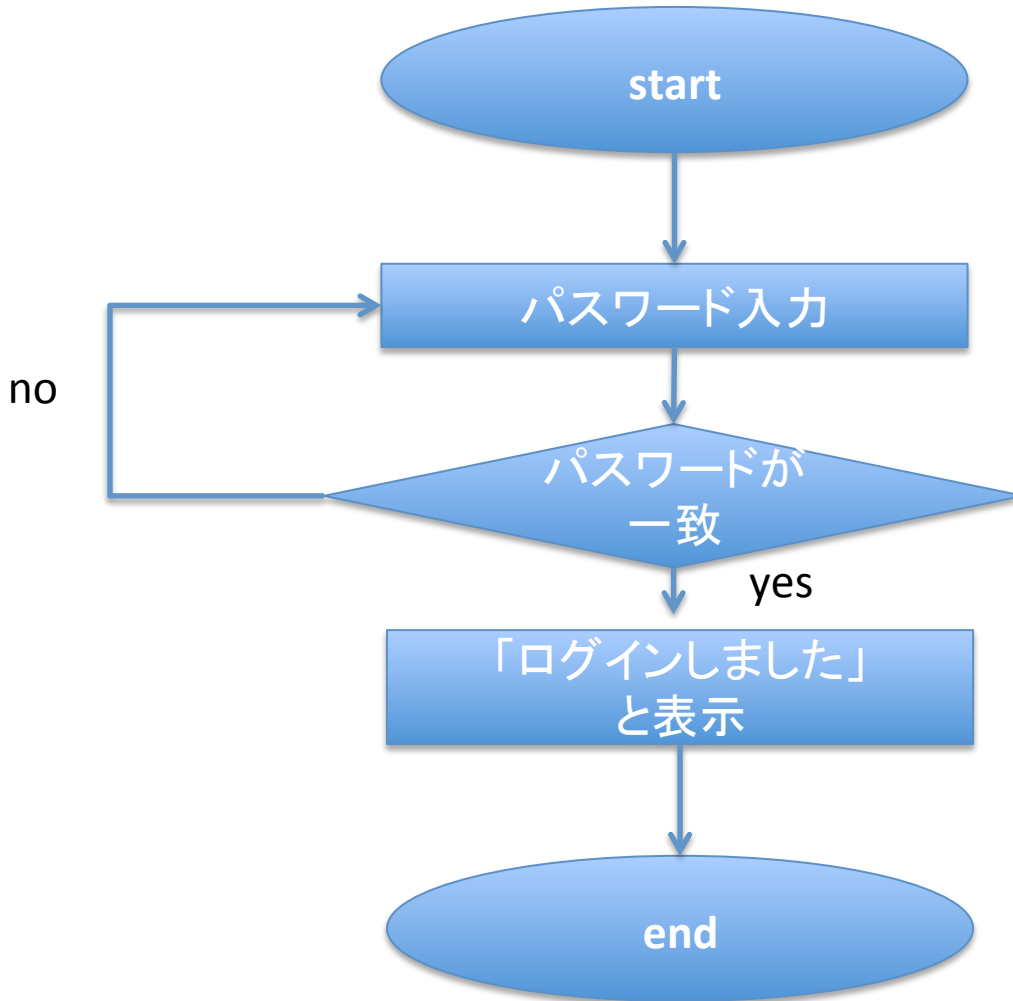 start
パスワード入力
no
パスワードが
一致
yes
「ログインしました」
と表示
end